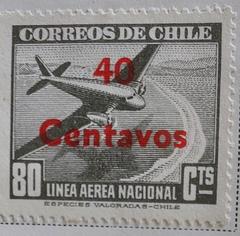 CORREOS DE CHILE
40
Centavos
80 LINEA AEREA NACIONAL CTS
ESPECIES VALORADAS-CHILE